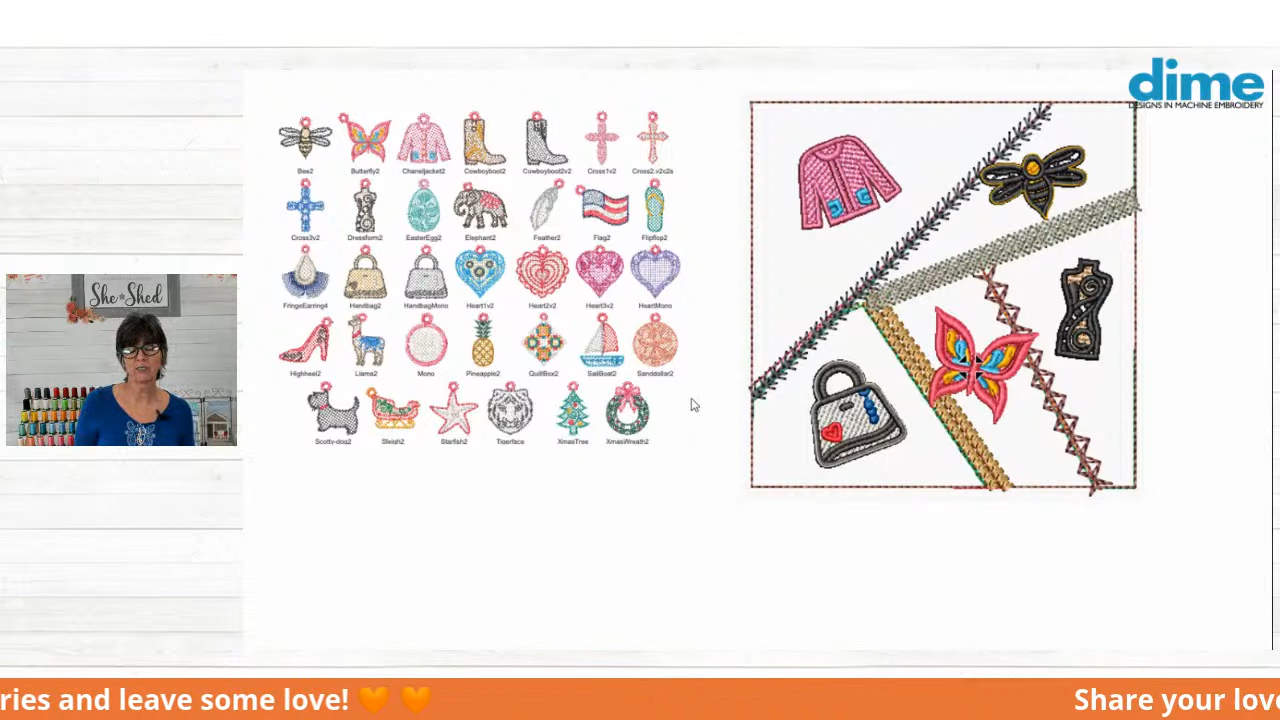 dime
DESIGNS IN MACHINE EMBROIDERY
Bee2 Butterfly2 Chaneljacket2 Cowboyboot2 Cowboyboot2v2 Cross1v2 Cross2.v2x2a
Cross3v2 Dressform2 EasterEgg2 Elephant2 Feather2 Flag2 Flipflop2
FringeEarring4 Handbag2 HandbagMono Heart1v2 Heart2v2 Heart3v2 HeartMono
Highheel2 Llama2 Mono Pineapple2 QuiltBox2 SailBoat2 Sanddollar2
Scotty-dog2 Sleigh2 Starfish2 Tigerface XmasTree XmasWreath2
She Shed
ries and leave some love! 🧡 🧡 Share your love